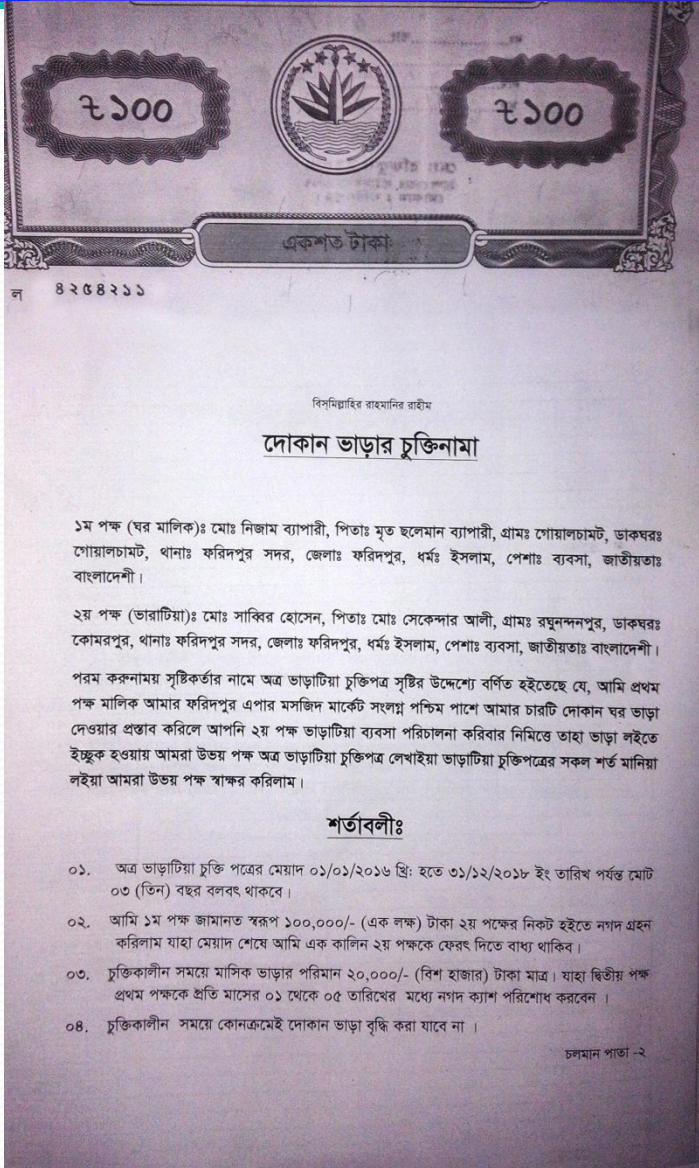 ৳১০০
৳১০০
একশত টাকা
ল ৪২৫৪২১১
বিস্‌মিল্লাহির রাহমানির রাহীম
দোকান ভাড়ার চুক্তিনামা
১ম পক্ষ (ঘর মালিক)ঃ মোঃ নিজাম ব্যাপারী, পিতাঃ মৃত ছলেমান ব্যাপারী, গ্রামঃ গোয়ালচামট, ডাকঘরঃ
গোয়ালচামট, থানাঃ ফরিদপুর সদর, জেলাঃ ফরিদপুর, ধর্মঃ ইসলাম, পেশাঃ ব্যবসা, জাতীয়তাঃ
বাংলাদেশী।
২য় পক্ষ (ভারাটিয়া)ঃ মোঃ সাব্বির হোসেন, পিতাঃ মোঃ সেকেন্দার আলী, গ্রামঃ রঘুনন্দনপুর, ডাকঘরঃ
কোমরপুর, থানাঃ ফরিদপুর সদর, জেলাঃ ফরিদপুর, ধর্মঃ ইসলাম, পেশাঃ ব্যবসা, জাতীয়তাঃ বাংলাদেশী।
পরম করুনাময় সৃষ্টিকর্তার নামে অত্র ভাড়াটিয়া চুক্তিপত্র সৃষ্টির উদ্দেশ্যে বর্ণিত হইতেছে যে, আমি প্রথম
পক্ষ মালিক আমার ফরিদপুর এপার মসজিদ মার্কেট সংলগ্ন পশ্চিম পাশে আমার চারটি দোকান ঘর ভাড়া
দেওয়ার প্রস্তাব করিলে আপনি ২য় পক্ষ ভাড়াটিয়া ব্যবসা পরিচালনা করিবার নিমিত্তে তাহা ভাড়া লইতে
ইচ্ছুক হওয়ায় আমরা উভয় পক্ষ অত্র ভাড়াটিয়া চুক্তিপত্র লেখাইয়া ভাড়াটিয়া চুক্তিপত্রের সকল শর্ত মানিয়া
লইয়া আমরা উভয় পক্ষ স্বাক্ষর করিলাম।
শর্তাবলীঃ
০১. অত্র ভাড়াটিয়া চুক্তি পত্রের মেয়াদ ০১/০১/২০১৬ খ্রি: হতে ৩১/১২/২০১৮ ইং তারিখ পর্যন্ত মোট
০৩ (তিন) বছর বলবৎ থাকবে।
০২. আমি ১ম পক্ষ জামানত স্বরূপ ১০০,০০০/- (এক লক্ষ) টাকা ২য় পক্ষের নিকট হইতে নগদ গ্রহন
করিলাম যাহা মেয়াদ শেষে আমি এক কালিন ২য় পক্ষকে ফেরৎ দিতে বাধ্য থাকিব।
০৩. চুক্তিকালীন সময়ে মাসিক ভাড়ার পরিমান ২০,০০০/- (বিশ হাজার) টাকা মাত্র। যাহা দ্বিতীয় পক্ষ
প্রথম পক্ষকে প্রতি মাসের ০১ থেকে ০৫ তারিখের মধ্যে নগদ ক্যাশ পরিশোধ করবেন ।
০৪. চুক্তিকালীন সময়ে কোনক্রমেই দোকান ভাড়া বৃদ্ধি করা যাবে না ।
চলমান পাতা -২